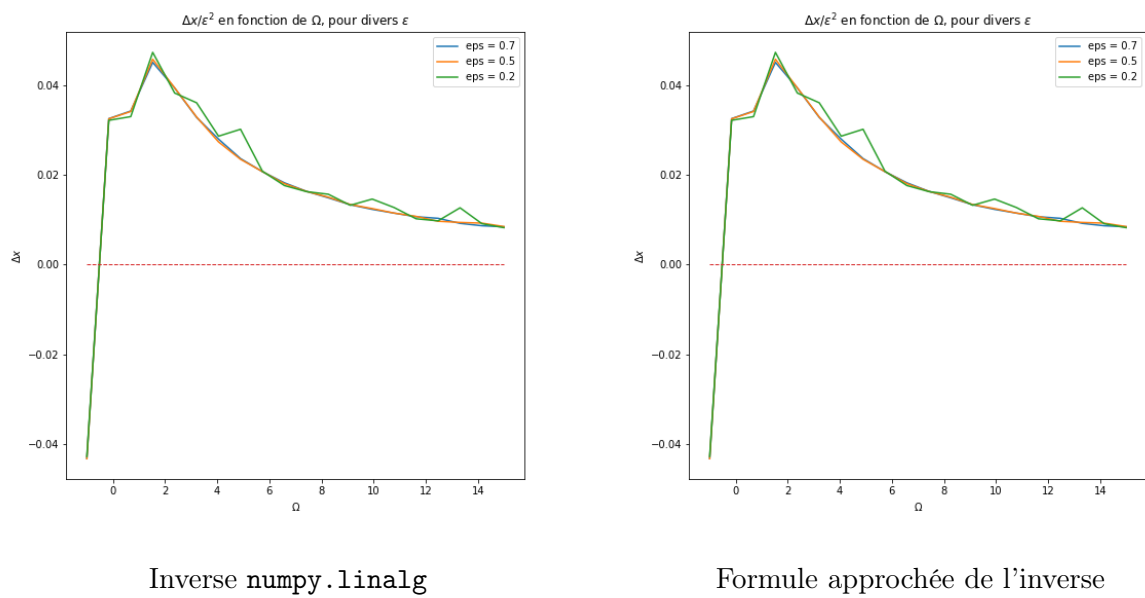 Δx/ε² en fonction de Ω, pour divers ε
eps = 0.7
eps = 0.5
eps = 0.2
0.04
0.02
0.00
−0.02
−0.04
Δx
0 2 4 6 8 10 12 14
Ω
Inverse numpy.linalg
Δx/ε² en fonction de Ω, pour divers ε
eps = 0.7
eps = 0.5
eps = 0.2
0.04
0.02
0.00
−0.02
−0.04
Δx
0 2 4 6 8 10 12 14
Ω
Formule approchée de l'inverse